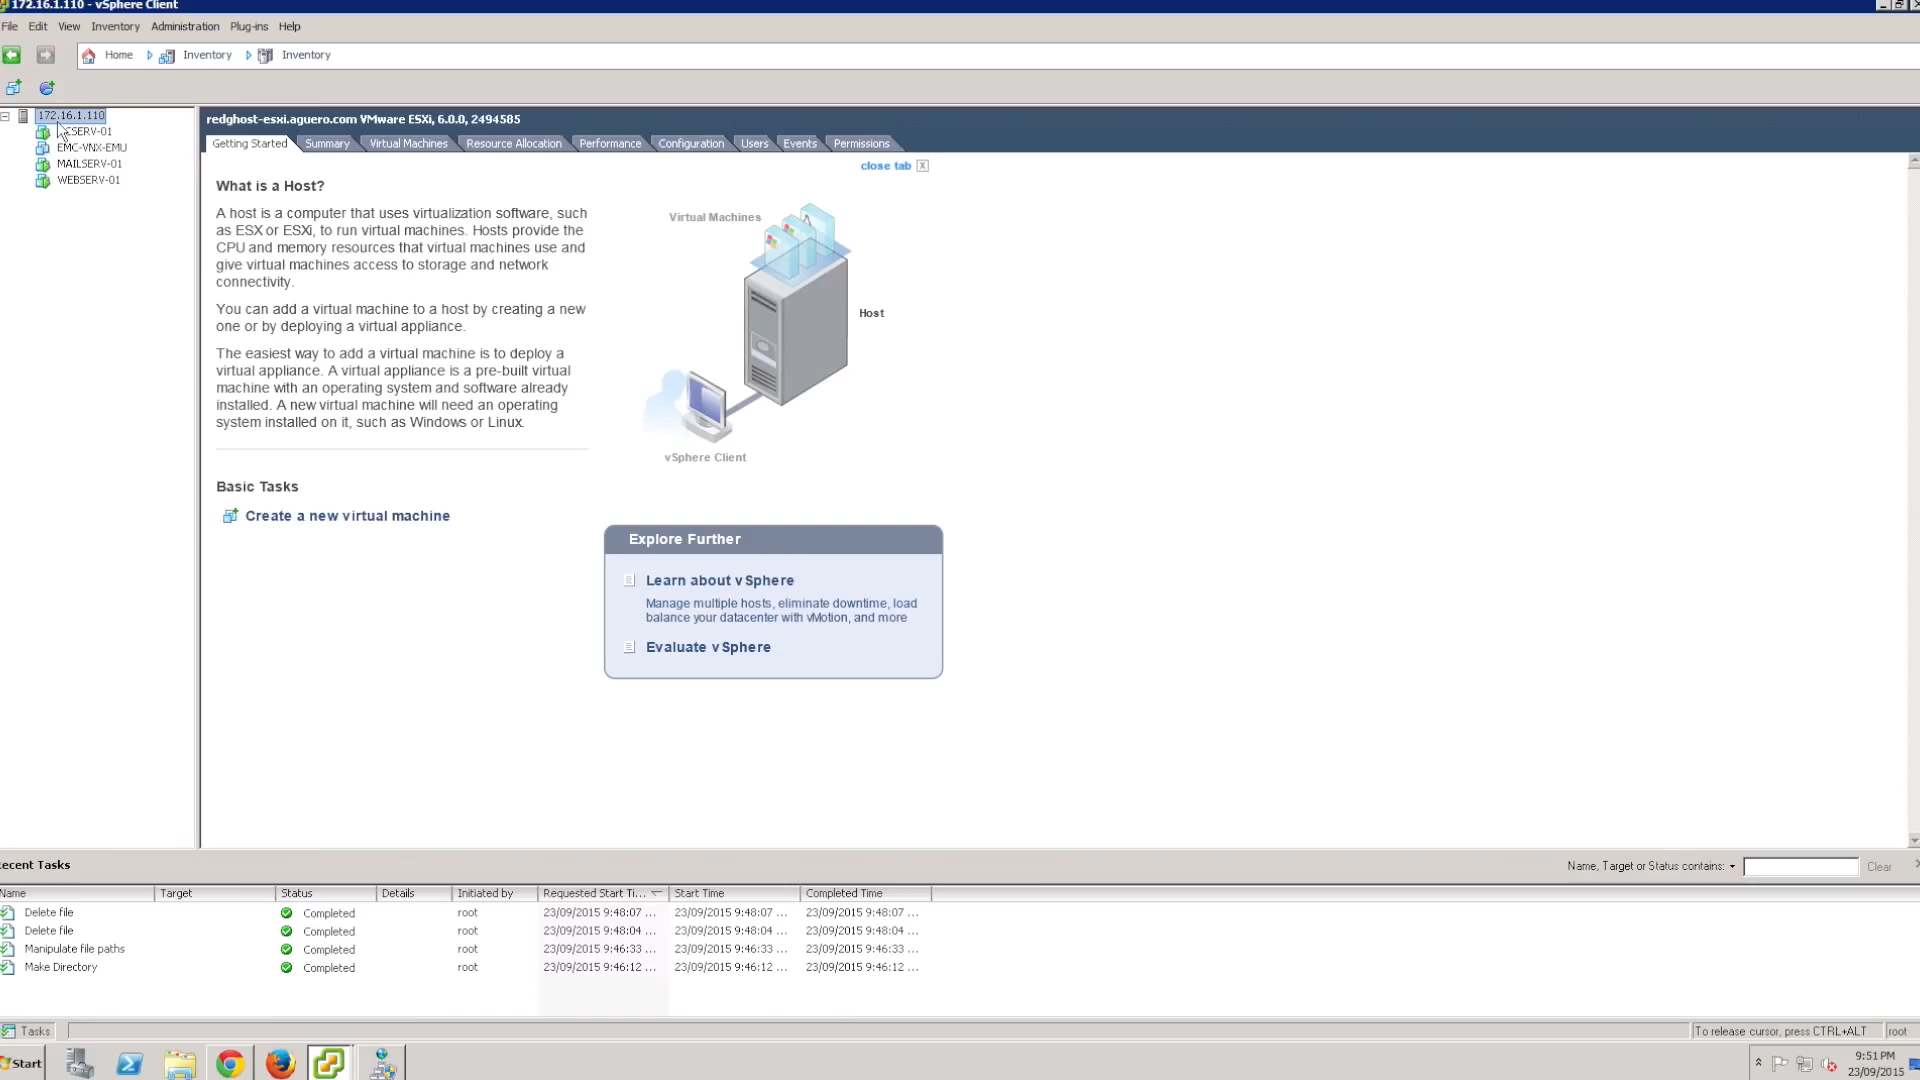 172.16.1.110 - vSphere Client
File Edit View Inventory Administration Plug-ins Help
Home Inventory Inventory
172.16.1.110
CSERV-01
EMC-VNX-EMU
MAILSERV-01
WEBSERV-01
redghost-esxi.aguero.com VMware ESXi, 6.0.0, 2494585
Getting Started Summary Virtual Machines Resource Allocation Performance Configuration Users Events Permissions
close tab X
What is a Host?
A host is a computer that uses virtualization software, such
as ESX or ESXi, to run virtual machines. Hosts provide the
CPU and memory resources that virtual machines use and
give virtual machines access to storage and network
connectivity.
You can add a virtual machine to a host by creating a new
one or by deploying a virtual appliance.
The easiest way to add a virtual machine is to deploy a
virtual appliance. A virtual appliance is a pre-built virtual
machine with an operating system and software already
installed. A new virtual machine will need an operating
system installed on it, such as Windows or Linux.
Virtual Machines
Host
vSphere Client
Basic Tasks
Create a new virtual machine
Explore Further
Learn about vSphere
Manage multiple hosts, eliminate downtime, load
balance your datacenter with vMotion, and more
Evaluate vSphere
ecent Tasks
Name, Target or Status contains: Clear
Name Target Status Details Initiated by Requested Start Ti... Start Time Completed Time
Delete file Completed root 23/09/2015 9:48:07 ... 23/09/2015 9:48:07 ... 23/09/2015 9:48:07 ...
Delete file Completed root 23/09/2015 9:48:04 ... 23/09/2015 9:48:04 ... 23/09/2015 9:48:04 ...
Manipulate file paths Completed root 23/09/2015 9:46:33 ... 23/09/2015 9:46:33 ... 23/09/2015 9:46:33 ...
Make Directory Completed root 23/09/2015 9:46:12 ... 23/09/2015 9:46:12 ... 23/09/2015 9:46:12 ...
Tasks
To release cursor, press CTRL+ALT root
Start
9:51 PM
23/09/2015